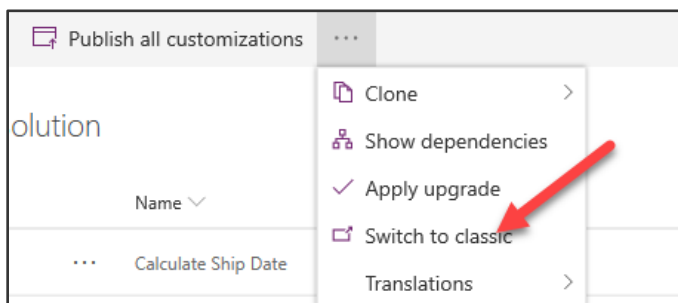 Publish all customizations ...
Clone
olution
Show dependencies
Apply upgrade
Name
Switch to classic
... Calculate Ship Date
Translations